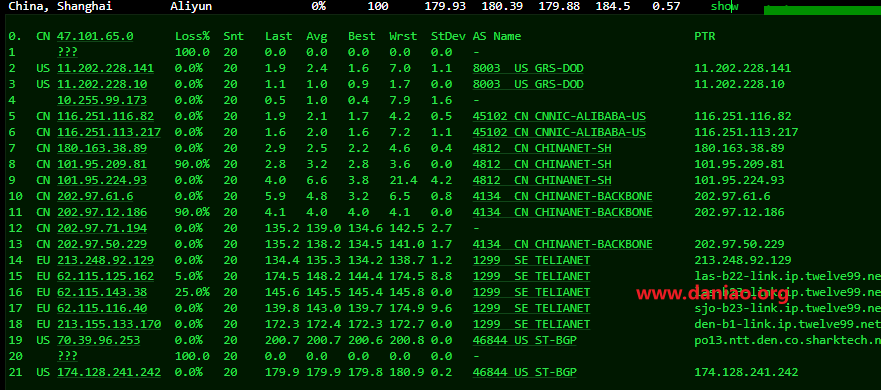 China, Shanghai Aliyun 0% 100 179.93 180.39 179.88 184.5 0.57 show
0. CN 47.101.65.0 Loss% Snt Last Avg Best Wrst StDev AS Name PTR
1 ??? 100.0 20 0.0 0.0 0.0 0.0 0.0 -
2 US 11.202.228.141 0.0% 20 1.9 2.4 1.6 7.0 1.1 8003 US GRS-DOD 11.202.228.141
3 US 11.202.228.10 0.0% 20 1.1 1.0 0.9 1.7 0.0 8003 US GRS-DOD 11.202.228.10
4 10.255.99.173 0.0% 20 0.5 1.0 0.4 7.9 1.6 -
5 CN 116.251.116.82 0.0% 20 1.9 2.1 1.7 4.2 0.5 45102 CN CNNIC-ALIBABA-US 116.251.116.82
6 CN 116.251.113.217 0.0% 20 1.6 2.0 1.6 7.2 1.1 45102 CN CNNIC-ALIBABA-US 116.251.113.217
7 CN 180.163.38.89 0.0% 20 2.9 2.5 2.2 4.6 0.4 4812 CN CHINANET-SH 180.163.38.89
8 CN 101.95.209.81 90.0% 20 2.8 3.2 2.8 3.6 0.0 4812 CN CHINANET-SH 101.95.209.81
9 CN 101.95.224.93 0.0% 20 4.0 6.6 3.8 21.4 4.2 4812 CN CHINANET-SH 101.95.224.93
10 CN 202.97.61.6 0.0% 20 5.9 4.8 3.2 6.5 0.8 4134 CN CHINANET-BACKBONE 202.97.61.6
11 CN 202.97.12.186 90.0% 20 4.1 4.0 4.0 4.1 0.0 4134 CN CHINANET-BACKBONE 202.97.12.186
12 CN 202.97.71.194 0.0% 20 135.2 139.0 134.6 142.5 2.7 -
13 CN 202.97.50.229 0.0% 20 135.2 138.2 134.5 141.0 1.7 4134 CN CHINANET-BACKBONE 202.97.50.229
14 EU 213.248.92.129 0.0% 20 134.4 135.3 134.2 138.7 1.2 1299 SE TELIANET 213.248.92.129
15 EU 62.115.125.162 5.0% 20 174.5 148.2 144.4 174.5 8.8 1299 SE TELIANET las-b22-link.ip.twelve99.ne
16 EU 62.115.143.38 25.0% 20 145.6 145.5 145.4 145.8 0.0 1299 SE TELIANET
www.daniao.org
17 EU 62.115.116.40 0.0% 20 139.8 143.0 139.7 174.9 9.6 1299 SE TELIANET sjo-b23-link.ip.twelve99.ne
18 EU 213.155.133.170 0.0% 20 172.3 172.4 172.3 172.7 0.0 1299 SE TELIANET den-b1-link.ip.twelve99.net
19 US 70.39.96.253 0.0% 20 200.7 200.7 200.6 200.8 0.0 46844 US ST-BGP po13.ntt.den.co.sharktech.n
20 ??? 100.0 20 0.0 0.0 0.0 0.0 0.0 -
21 US 174.128.241.242 0.0% 20 179.9 179.9 179.8 180.9 0.2 46844 US ST-BGP 174.128.241.242